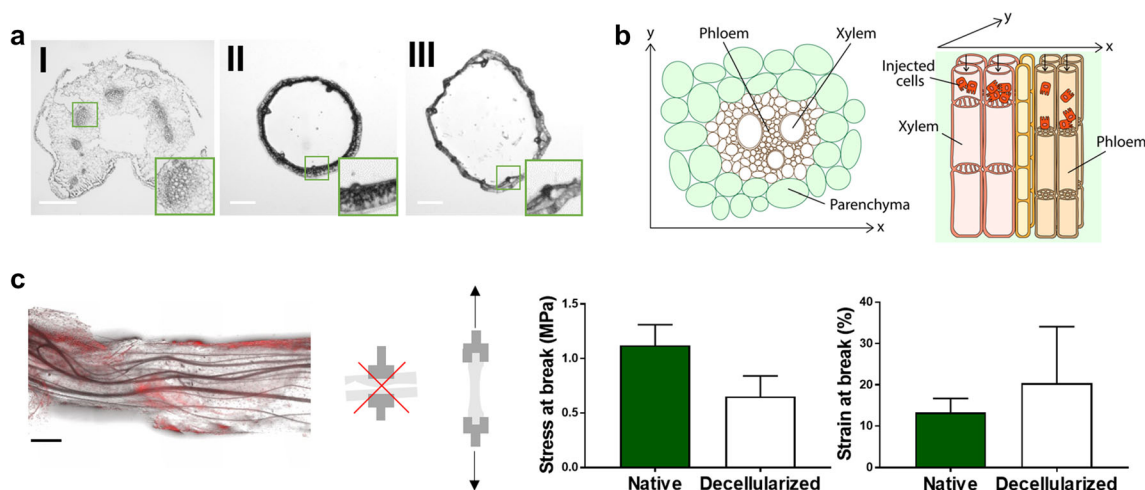 a
I
II
III
b
y
Phloem
Xylem
Parenchyma
x
y
x
Injected
cells
Xylem
Phloem
c
Stress at break (MPa)
1.5
1.0
0.5
0.0
Native
Decellularized
Strain at break (%)
40
30
20
10
0
Native
Decellularized